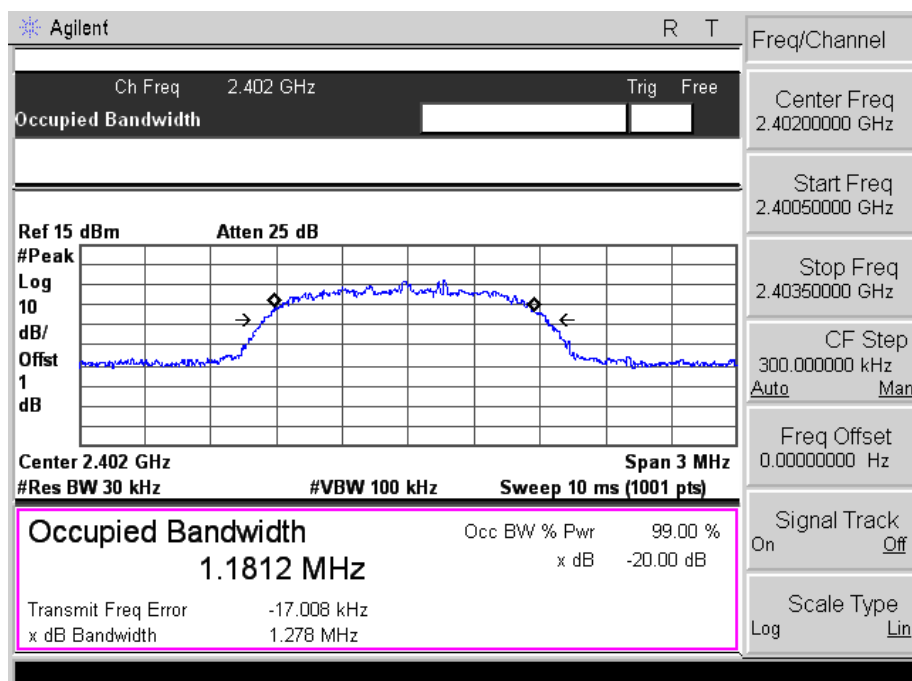 Agilent R T
Freq/Channel
Ch Freq 2.402 GHz Trig Free
Occupied Bandwidth
Center Freq
2.40200000 GHz
Start Freq
2.40050000 GHz
Ref 15 dBm Atten 25 dB
#Peak
Log
10
dB/
Offst
1
dB
Stop Freq
2.40350000 GHz
CF Step
300.000000 kHz
Auto Man
Center 2.402 GHz Span 3 MHz
#Res BW 30 kHz #VBW 100 kHz Sweep 10 ms (1001 pts)
Freq Offset
0.00000000 Hz
Occupied Bandwidth Occ BW % Pwr 99.00 %
1.1812 MHz x dB -20.00 dB
Transmit Freq Error -17.008 kHz
x dB Bandwidth 1.278 MHz
Signal Track
On Off
Scale Type
Log Lin